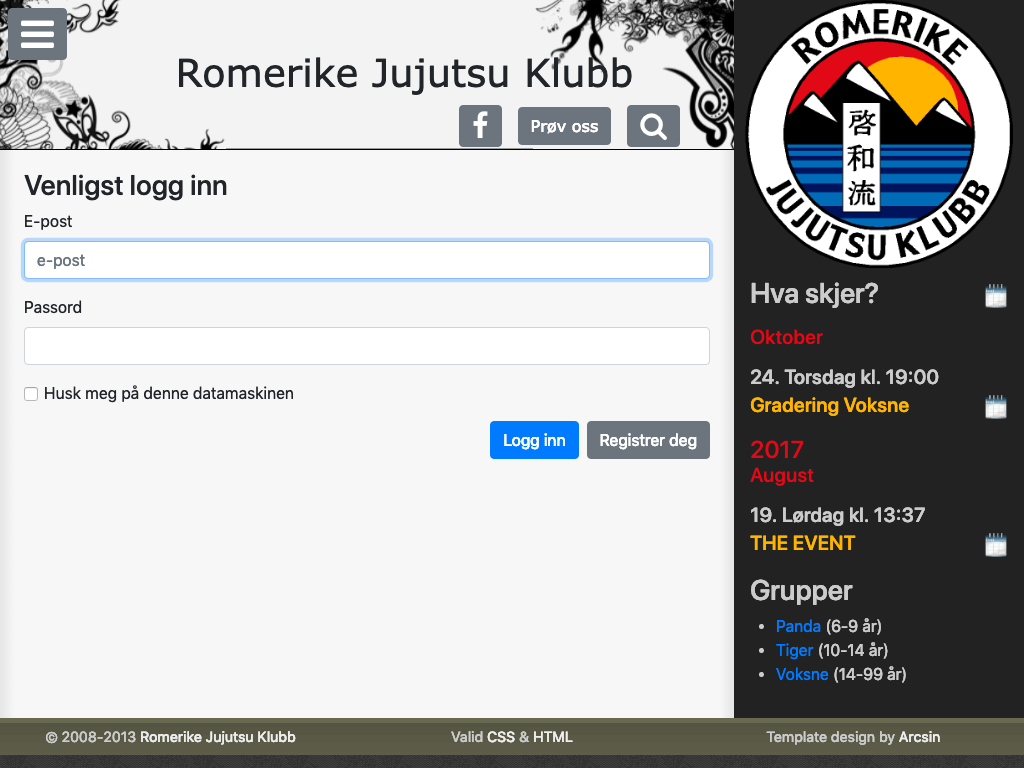 Romerike Jujutsu Klubb
Prøv oss
Venligst logg inn
E-post
e-post
Passord
Husk meg på denne datamaskinen
Logg inn
Registrer deg
ROMERIKE
啓和流
JUJUTSU KLUBB
Hva skjer?
Oktober
24. Torsdag kl. 19:00
Gradering Voksne
2017
August
19. Lørdag kl. 13:37
THE EVENT
Grupper
• Panda (6-9 år)
• Tiger (10-14 år)
• Voksne (14-99 år)
© 2008-2013 Romerike Jujutsu Klubb
Valid CSS & HTML
Template design by Arcsin